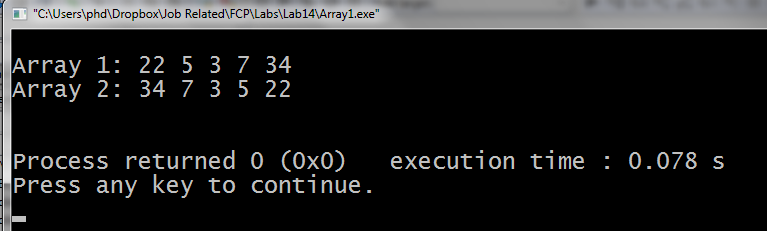 "C:\Users\phd\Dropbox\Job Related\FCP\Labs\Lab14\Array1.exe"
Array 1: 22 5 3 7 34
Array 2: 34 7 3 5 22
Process returned 0 (0x0)   execution time : 0.078 s
Press any key to continue.